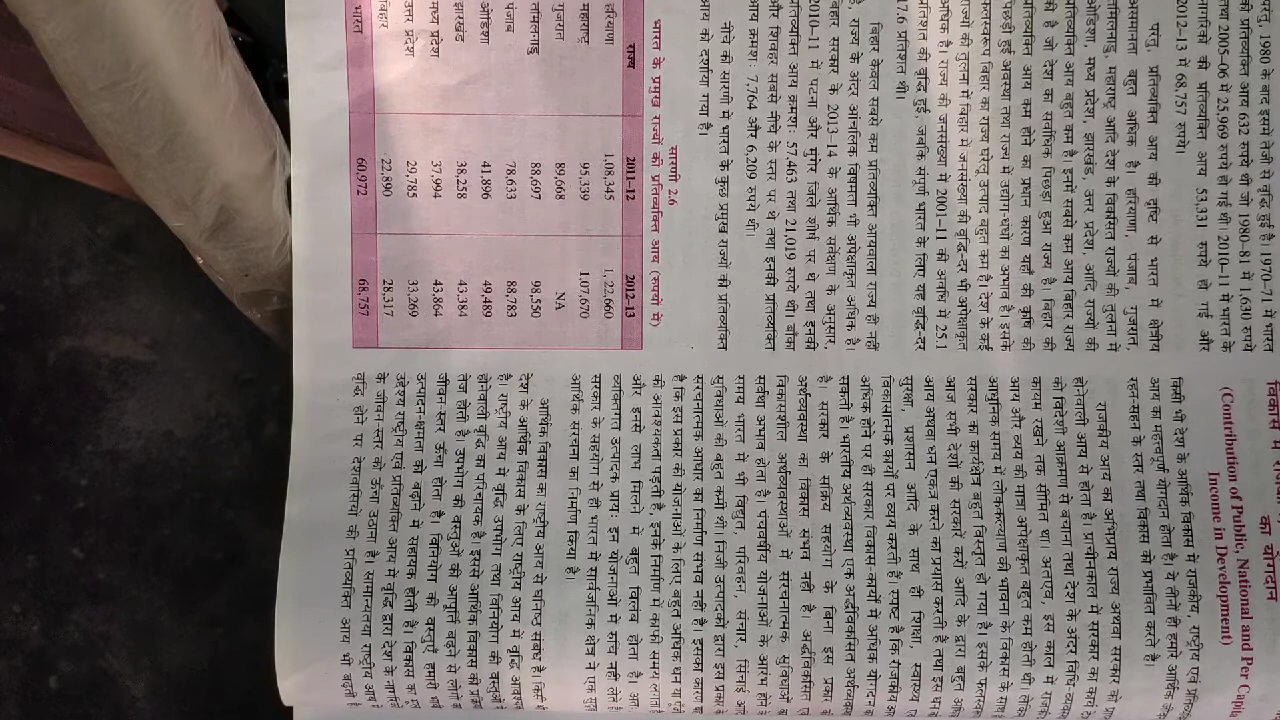 परंतु, 1980 के बाद इसमें तेजी से वृद्धि हुई है। 1970-71 में भारत
की प्रतिव्यक्ति आय 632 रुपये थी जो 1980-81 में 1,630 रुपये
तथा 2005-06 में 25,969 रुपये हो गई थी। 2010-11 में भारत के
नागरिकों की प्रतिव्यक्ति आय 53,331 रुपये हो गई और
2012-13 में 68,757 रुपये।
परंतु, प्रतिव्यक्ति आय की दृष्टि से भारत में क्षेत्रीय
असमानता बहुत अधिक है। हरियाणा, पंजाब, गुजरात,
तमिलनाडु, महाराष्ट्र आदि देश के विकसित राज्यों की तुलना में
ओडिशा, मध्य प्रदेश, झारखंड, उत्तर प्रदेश, आदि राज्यों की
प्रतिव्यक्ति आय बहुत कम है। इनमें सबसे कम आय बिहार राज्य
की है जो देश का सर्वाधिक पिछड़ा हुआ राज्य है। बिहार की
प्रतिव्यक्ति आय कम होने का प्रधान कारण यहाँ की कृषि की
पिछड़ी हुई अवस्था तथा राज्य में उद्योग-धंधों का अभाव है। इसके
फलस्वरूप बिहार का राज्य घरेलू उत्पाद बहुत कम है। देश के कई
राज्यों की तुलना में बिहार में जनसंख्या की वृद्धि-दर भी अपेक्षाकृत
अधिक है। राज्य की जनसंख्या में 2001-11 की अवधि में 25.1
प्रतिशत की वृद्धि हुई, जबकि संपूर्ण भारत के लिए यह वृद्धि-दर
17.6 प्रतिशत थी।
बिहार केवल सबसे कम प्रतिव्यक्ति आयवाला राज्य ही नहीं
है, राज्य के अंदर आंचलिक विषमता भी अपेक्षाकृत अधिक है।
बिहार सरकार के 2013-14 के आर्थिक सर्वेक्षण के अनुसार,
2010-11 में पटना और मुंगेर जिले शीर्ष पर थे तथा इनकी
प्रतिव्यक्ति आय क्रमशः 57,463 तथा 21,019 रुपये थी। बाँका
और शिवहर सबसे नीचे के स्तर पर थे तथा इनकी प्रतिव्यक्ति
आय क्रमशः 7,764 और 6,209 रुपये थी।
नीचे की सारणी में भारत के कुछ प्रमुख राज्यों की प्रतिव्यक्ति
आय को दर्शाया गया है।
सारणी 2.6
भारत के प्रमुख राज्यों की प्रतिव्यक्ति आय (रुपयों में)
राज्य 2011-12 2012-13
हरियाणा 1,08,345 1,22,660
महाराष्ट्र 95,339 1,07,670
गुजरात 89,668 NA
तमिलनाडु 88,697 98,550
पंजाब 78,633 88,783
ओडिशा 41,896 49,489
झारखंड 38,258 43,384
मध्य प्रदेश 37,994 43,864
उत्तर प्रदेश 29,785 33,269
बिहार 22,890 28,317
भारत 60,972 68,757
का योगदान
(Contribution of Public, National and Per
Income in Development)
किसी भी देश के आर्थिक विकास में राजकीय, राष्ट्रीय एवं
आय का महत्वपूर्ण योगदान होता है। ये तीनों ही हमारे आर्थिक
रहन-सहन के स्तर तथा विकास को प्रभावित करते हैं।
राजकीय आय का अभिप्राय राज्य अथवा सरकार को
होनेवाली आय से होता है। प्राचीनकाल में सरकार का कार्य
को विदेशी आक्रमण से बचाना तथा देश के अंदर विधि-व्यवस्था
कायम रखने तक सीमित था। अतएव, इस काल में
आय और व्यय की मात्रा अपेक्षाकृत बहुत कम होती थी।
आधुनिक समय में लोककल्याण की भावना के विकास के साथ
सरकार का कार्यक्षेत्र बहुत विस्तृत हो गया है। इसके
आज सभी देशों की सरकारें करों आदि के द्वारा बहुत
आय अथवा धन एकत्र करने का प्रयास करती हैं तथा इस धन
सुरक्षा, प्रशासन आदि के साथ ही शिक्षा, स्वास्थ्य
विकासात्मक कार्यों पर व्यय करती हैं। स्पष्ट है कि राजकीय
अधिक होने पर ही सरकार विकास-कार्यों में अधिक योगदान
सकती है। भारतीय अर्थव्यवस्था एक अर्द्धविकसित
है। सरकार के सक्रिय सहयोग के बिना इस प्रकार
अर्थव्यवस्था का विकास संभव नहीं है। अर्द्धविकसित
विकासशील अर्थव्यवस्थाओं में संरचनात्मक सुविधाओं
सर्वथा अभाव होता है। पंचवर्षीय योजनाओं के आरंभ होने
समय भारत में भी विद्युत, परिवहन, संचार, सिंचाई
सुविधाओं की बहुत कमी थी। निजी उत्पादकों द्वारा इस प्रकार
संरचनात्मक आधार का निर्माण संभव नहीं है। इसका कारण
है कि इस प्रकार की योजनाओं के लिए बहुत अधिक धन या
की आवश्यकता पड़ती है, इनके निर्माण में काफी समय लगता
और इनसे लाभ मिलने में बहुत विलंब होता है। अतः
व्यक्तिगत उत्पादक प्रायः इन योजनाओं में रुचि नहीं लेते
सरकार के सहयोग से ही भारत में सार्वजनिक क्षेत्र ने एक
आर्थिक संरचना का निर्माण किया है।
आर्थिक विकास का राष्ट्रीय आय से घनिष्ठ संबंध है। किसी
देश के आर्थिक विकास के लिए राष्ट्रीय आय में वृद्धि
है। राष्ट्रीय आय में वृद्धि उपभोग तथा विनियोग की वस्तुओं
होनेवाली वृद्धि का परिचायक है। इससे आर्थिक विकास की
तेज होती है। उपभोग की वस्तुओं की आपूर्ति बढ़ने से लोगों
जीवन-स्तर ऊँचा होता है। विनियोग की वस्तुएँ हमारी
उत्पादन-क्षमता को बढ़ाने में सहायक होती हैं। विकास का
उद्देश्य राष्ट्रीय एवं प्रतिव्यक्ति आय में वृद्धि द्वारा देश के
के जीवन-स्तर को ऊँचा उठाना है। सामान्यतया राष्ट्रीय आय
वृद्धि होने पर देशवासियों की प्रतिव्यक्ति आय भी बढ़ती